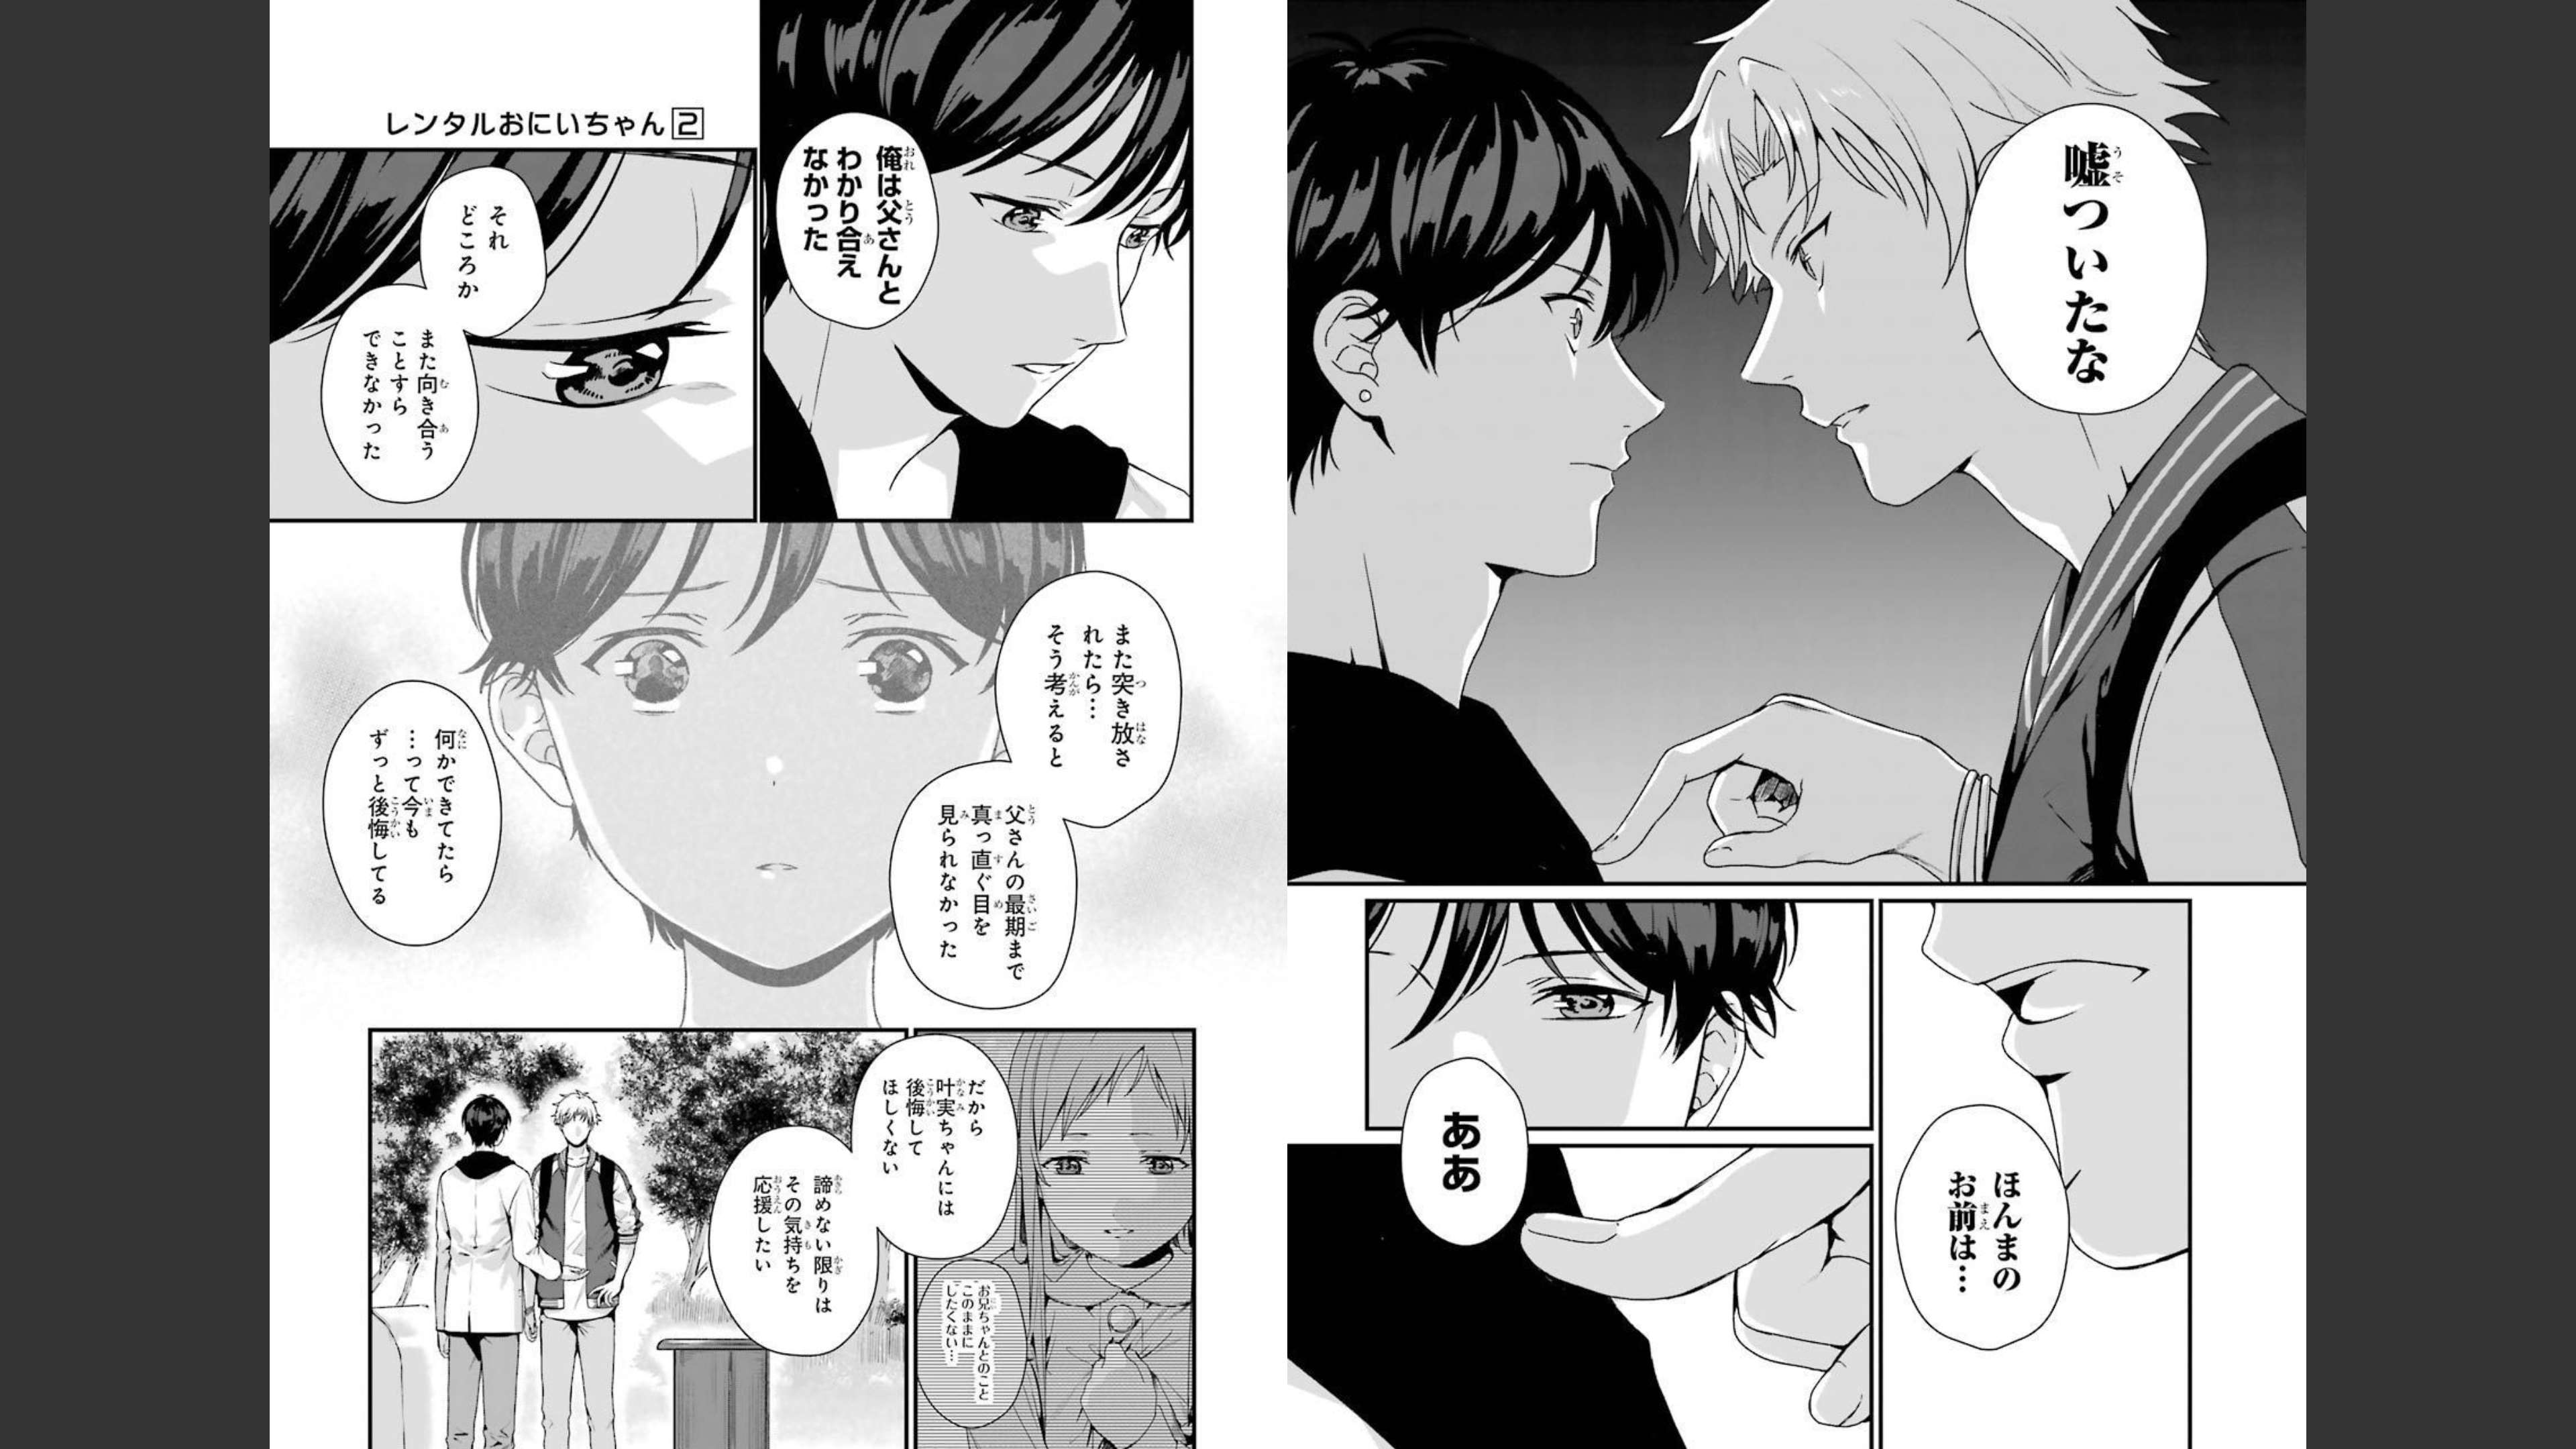 嘘ついたな
ほんまの
お前は…
ああ
レンタルおにいちゃん2
俺は父さんと
わかり合え
なかった
それ
どころか
また向き合う
ことすら
できなかった
また突き放さ
れたら…
そう考えると
父さんの最期まで
真っ直ぐ目を
見られなかった
何かできてたら
…って今も
ずっと後悔してる
お兄ちゃんとのこと
このままに
したくない…
だから
叶実ちゃんには
後悔して
ほしくない
諦めない限りは
その気持ちを
応援したい